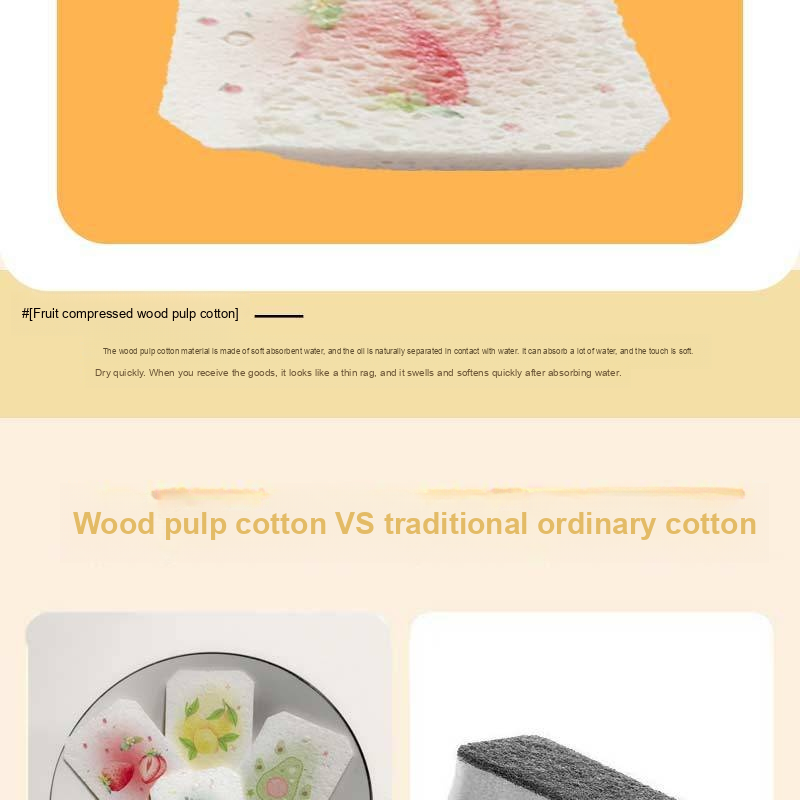 #[Fruit compressed wood pulp cotton]
The wood pulp cotton material is made of soft absorbent water, and the oil is naturally separated in contact with water. It can absorb a lot of water, and the touch is soft.
Dry quickly. When you receive the goods, it looks like a thin rag, and it swells and softens quickly after absorbing water.
Wood pulp cotton VS traditional ordinary cotton